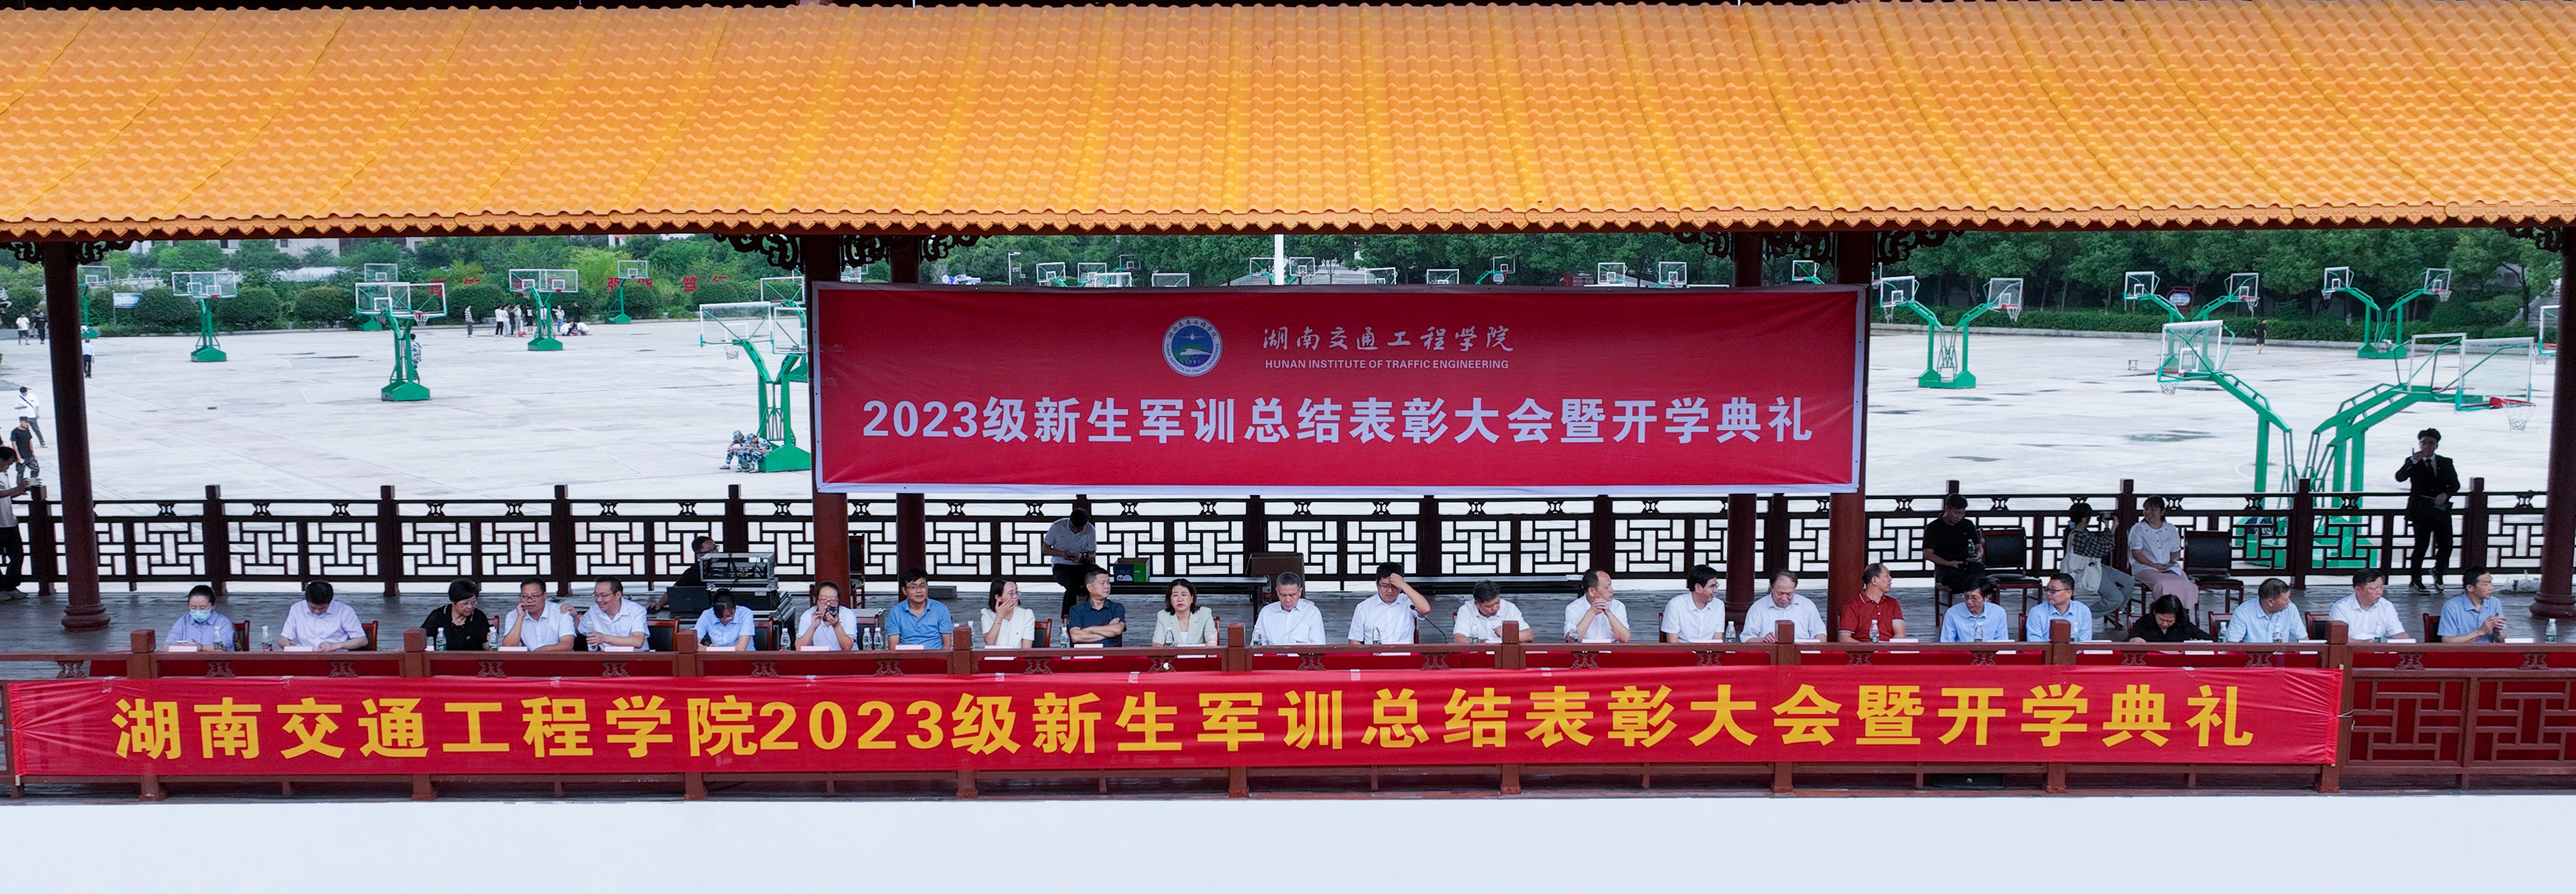 湖南交通工程学院
HUNAN INSTITUTE OF TRAFFIC ENGINEERING
2023级新生军训总结表彰大会暨开学典礼
湖南交通工程学院2023级新生军训总结表彰大会暨开学典礼